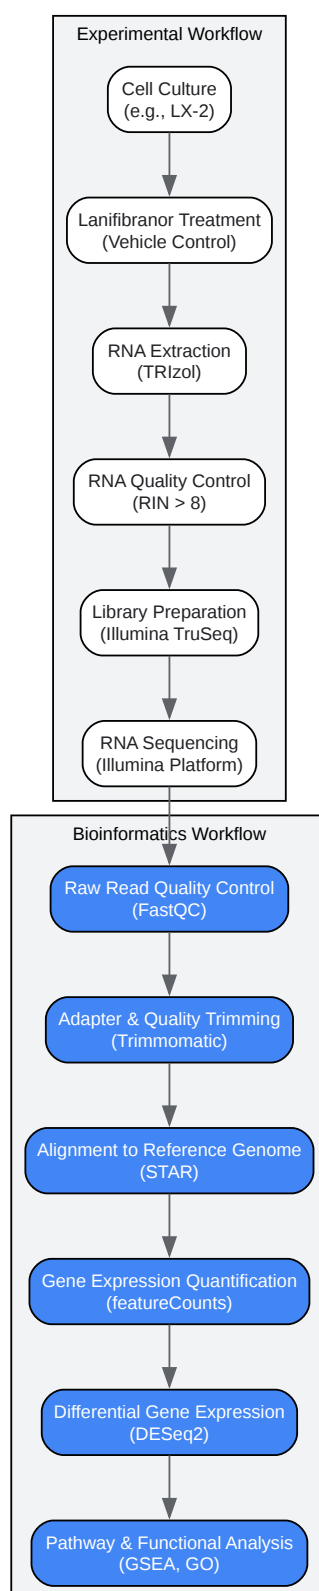 Experimental Workflow
Cell Culture
(e.g., LX-2)
Lanifibranor Treatment
(Vehicle Control)
RNA Extraction
(TRIzol)
RNA Quality Control
(RIN > 8)
Library Preparation
(Illumina TruSeq)
RNA Sequencing
(Illumina Platform)
Bioinformatics Workflow
Raw Read Quality Control
(FastQC)
Adapter & Quality Trimming
(Trimmomatic)
Alignment to Reference Genome
(STAR)
Gene Expression Quantification
(featureCounts)
Differential Gene Expression
(DESeq2)
Pathway & Functional Analysis
(GSEA, GO)